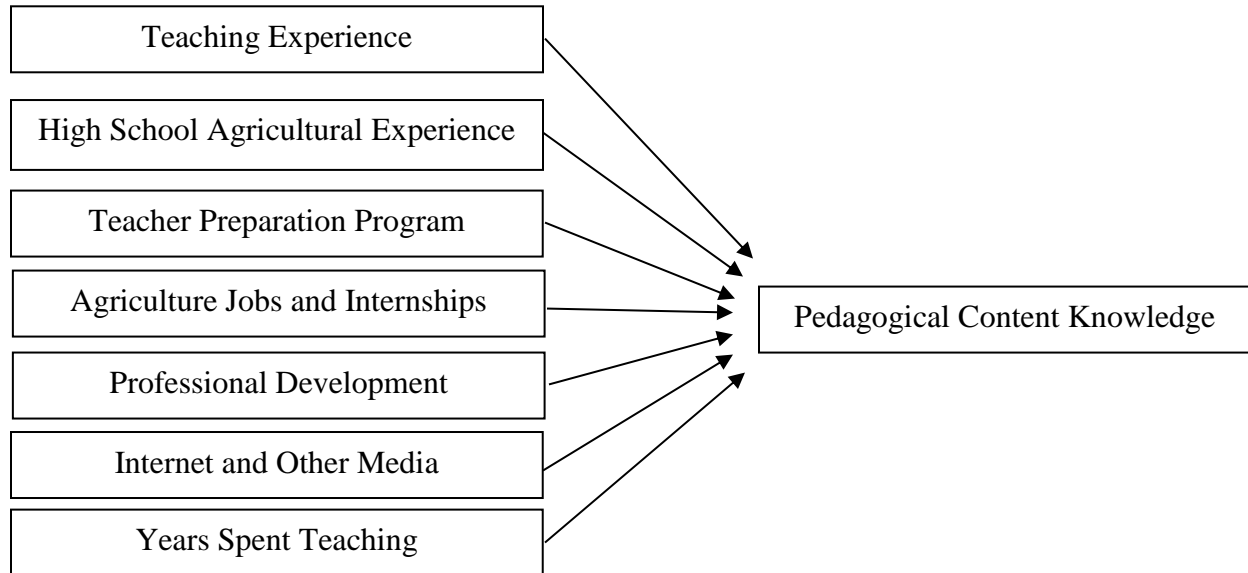 Teaching Experience
High School Agricultural Experience
Teacher Preparation Program
Agriculture Jobs and Internships
Pedagogical Content Knowledge
Professional Development
Internet and Other Media
Years Spent Teaching